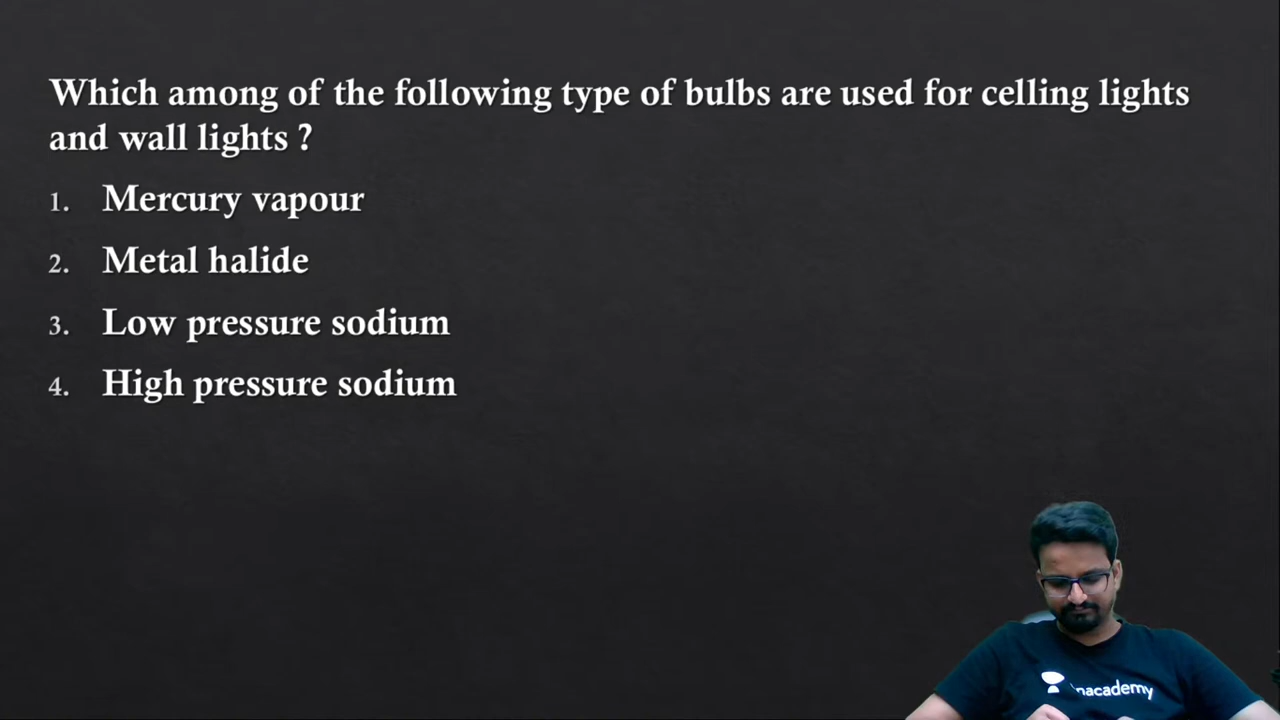 Which among of the following type of bulbs are used for celling lights
and wall lights ?
1. Mercury vapour
2. Metal halide
3. Low pressure sodium
4. High pressure sodium